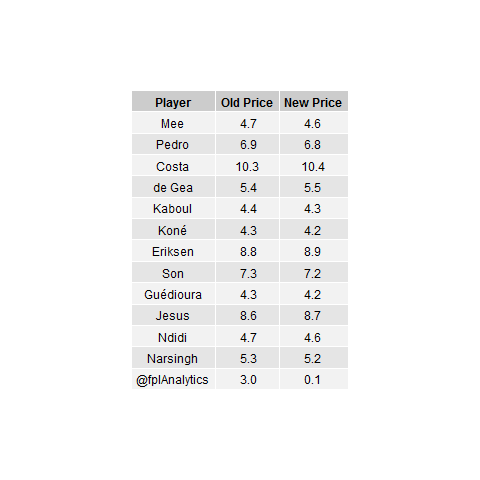 Player Old Price New Price
Mee 4.7 4.6
Pedro 6.9 6.8
Costa 10.3 10.4
de Gea 5.4 5.5
Kaboul 4.4 4.3
Koné 4.3 4.2
Eriksen 8.8 8.9
Son 7.3 7.2
Guédioura 4.3 4.2
Jesus 8.6 8.7
Ndidi 4.7 4.6
Narsingh 5.3 5.2
@fplAnalytics 3.0 0.1